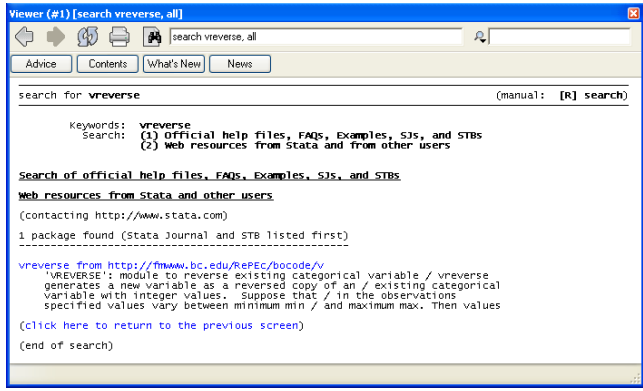 Viewer (#1) [search vreverse, all]
search vreverse, all
Advice Contents What's New News
search for vreverse (manual: [R] search)
Keywords: vreverse
Search: (1) Official help files, FAQs, Examples, SJs, and STBs
(2) Web resources from Stata and from other users
Search of official help files, FAQs, Examples, SJs, and STBs
Web resources from Stata and other users
(contacting http://www.stata.com)
1 package found (Stata Journal and STB listed first)
----------------------------------------------------
vreverse from http://fmwww.bc.edu/RePEc/bocode/v
'VREVERSE': module to reverse existing categorical variable / vreverse
generates a new variable as a reversed copy of an / existing categorical
variable with integer values. Suppose that / in the observations
specified values vary between minimum min / and maximum max. Then values
(click here to return to the previous screen)
(end of search)